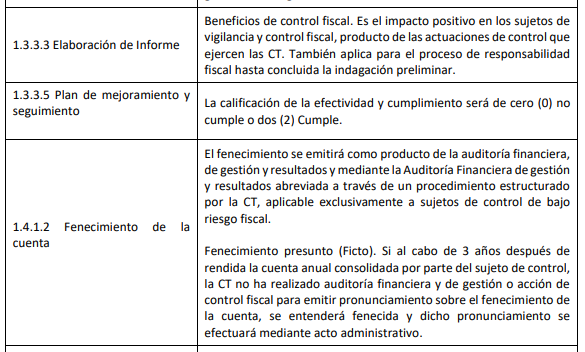 1.3.3.3 Elaboración de Informe
Beneficios de control fiscal. Es el impacto positivo en los sujetos de
vigilancia y control fiscal, producto de las actuaciones de control que
ejercen las CT. También aplica para el proceso de responsabilidad
fiscal hasta concluida la indagación preliminar.
1.3.3.5 Plan de mejoramiento y
seguimiento
La calificación de la efectividad y cumplimiento será de cero (0) no
cumple o dos (2) Cumple.
1.4.1.2 Fenecimiento de la
cuenta
El fenecimiento se emitirá como producto de la auditoría financiera,
de gestión y resultados y mediante la Auditoría Financiera de gestión
y resultados abreviada a través de un procedimiento estructurado
por la CT, aplicable exclusivamente a sujetos de control de bajo
riesgo fiscal.
Fenecimiento presunto (Ficto). Si al cabo de 3 años después de
rendida la cuenta anual consolidada por parte del sujeto de control,
la CT no ha realizado auditoría financiera y de gestión o acción de
control fiscal para emitir pronunciamiento sobre el fenecimiento de
la cuenta, se entenderá fenecida y dicho pronunciamiento se
efectuará mediante acto administrativo.